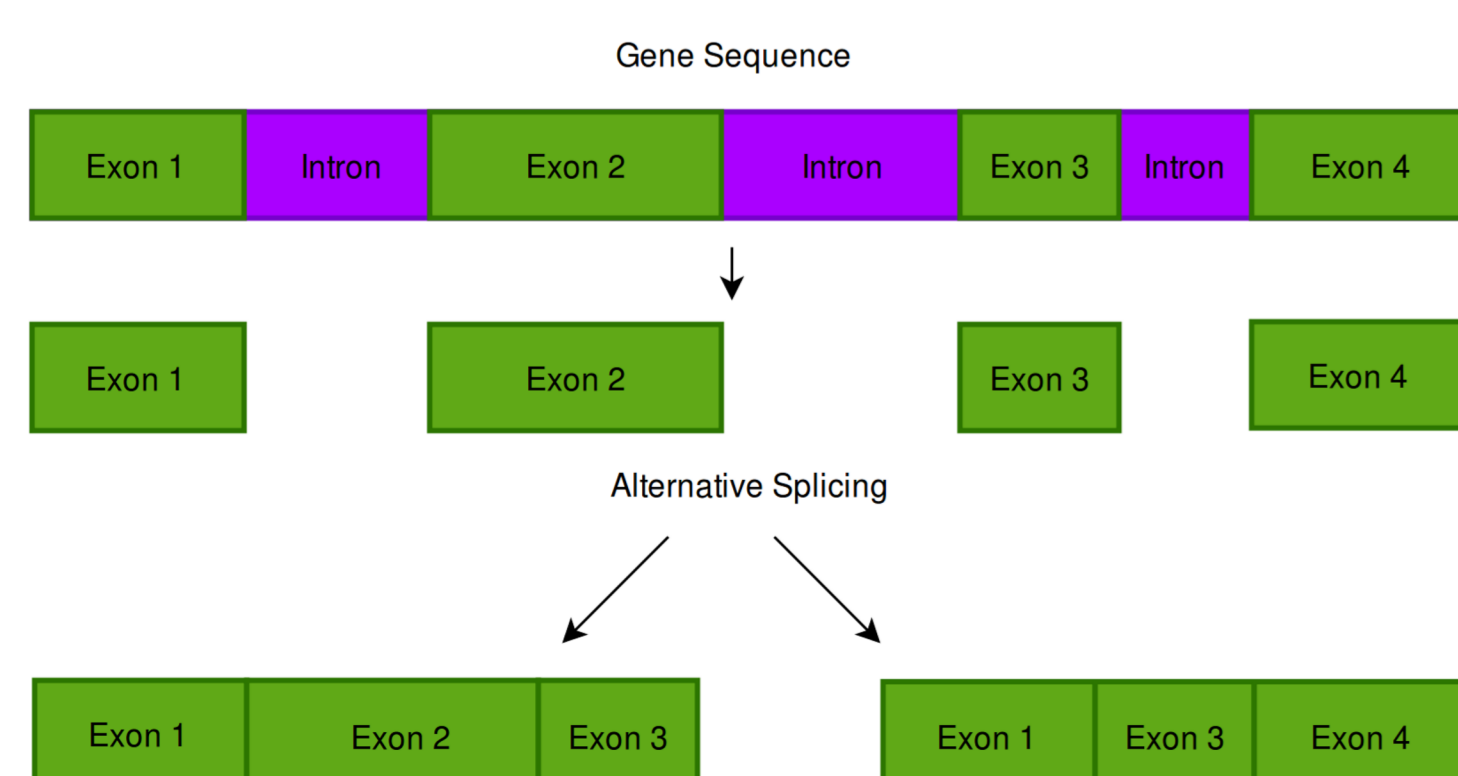 Gene Sequence
Exon 1 Intron Exon 2 Intron Exon 3 Intron Exon 4
Exon 1 Exon 2 Exon 3 Exon 4
Alternative Splicing
Exon 1 Exon 2 Exon 3 Exon 1 Exon 3 Exon 4